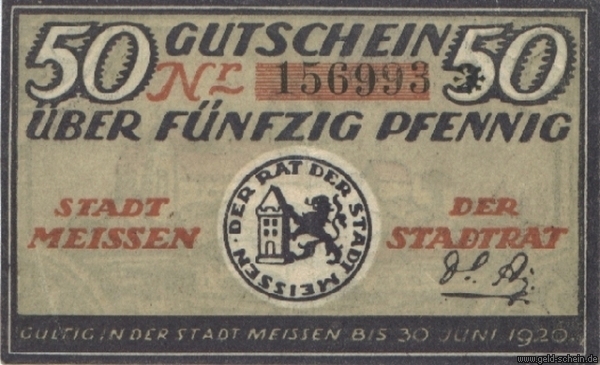 50 GUTSCHEIN 50
Nr. 156993 *
ÜBER FÜNFZIG PFENNIG
STADT
MEISSEN
DER RAT DER STADT MEISSEN ·
DER
STADTRAT
GÜLTIG IN DER STADT MEISSEN BIS 30 JUNI 1920.
www.geld-schein.de